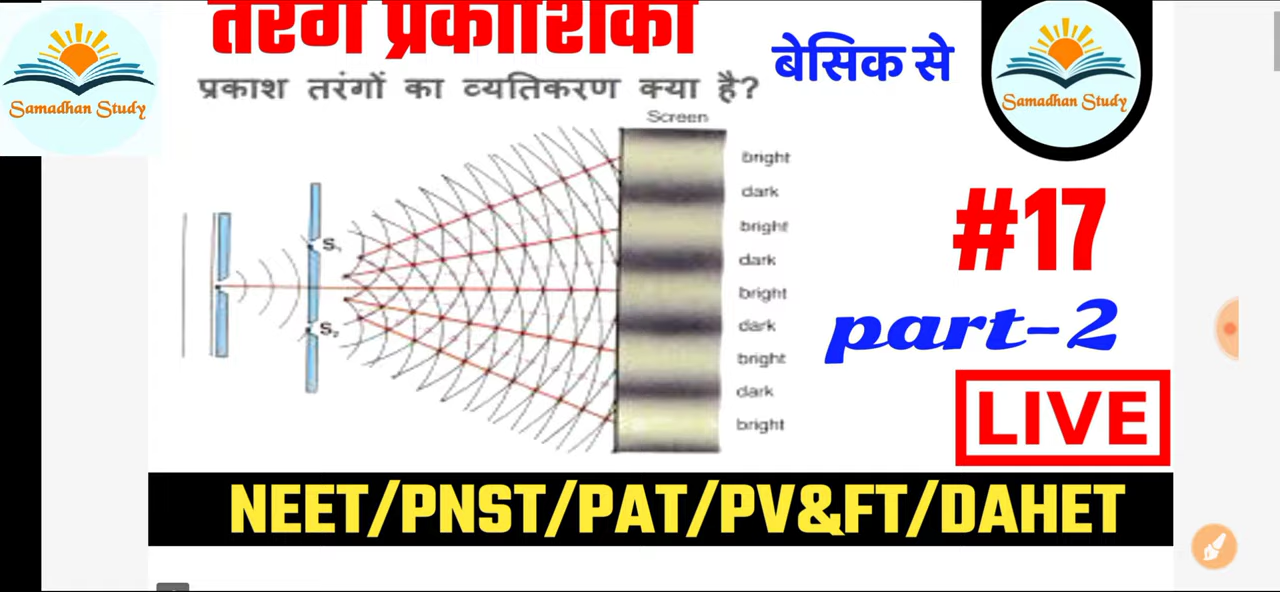 तरंग प्रकाशिकी
बेसिक से
Samadhan Study
Samadhan Study
प्रकाश तरंगों का व्यतिकरण क्या है?
Screen
bright
dark
bright
dark
bright
dark
bright
dark
bright
S₁
S₂
#17
part-2
LIVE
NEET/PNST/PAT/PV&FT/DAHET